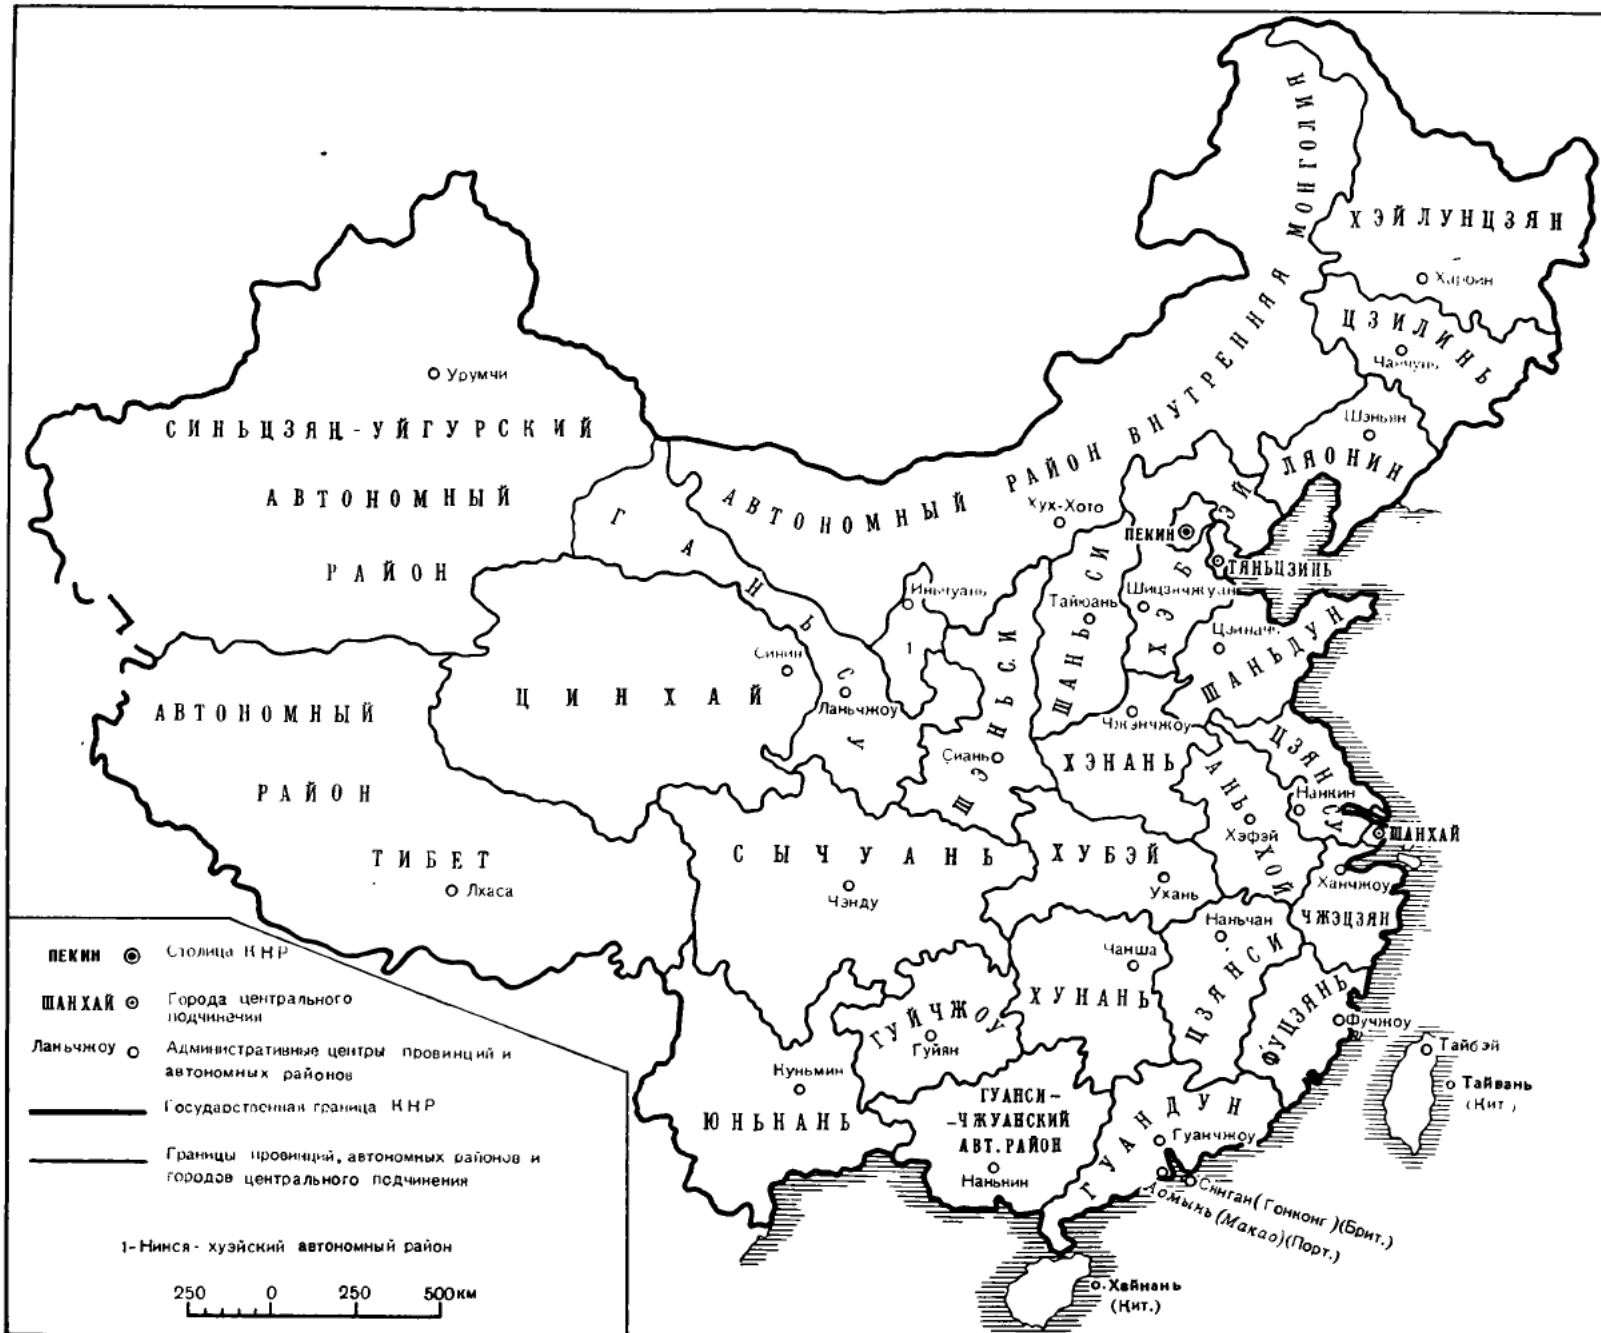 АВТОНОМНЫЙ РАЙОН ВНУТРЕННЯЯ МОНГОЛИЯ
ХЭЙЛУНЦЗЯН
Харбин
ЦЗИЛИНЬ
Чанчунь
Шэньян
ЛЯОНИН
Урумчи
СИНЬЦЗЯН-УЙГУРСКИЙ
АВТОНОМНЫЙ
РАЙОН
ГАНЬСУ
Хух-Хото
ПЕКИН
ТЯНЬЦЗИНЬ
ХЭБЭЙ
Шицзячжуан
Иньчуань
1
Тайюань
ШАНЬСИ
Цзинань
ШАНЬДУН
Синин
ЦИНХАЙ
Ланьчжоу
ШЭНЬСИ
Сиань
Чжэнчжоу
ХЭНАНЬ
ЦЗЯНСУ
Нанкин
АНЬХОЙ
Хэфэй
ШАНХАЙ
АВТОНОМНЫЙ
РАЙОН
ТИБЕТ
Лхаса
СЫЧУАНЬ
Чэнду
ХУБЭЙ
Ухань
Ханчжоу
ЧЖЭЦЗЯН
Наньчан
ЦЗЯНСИ
Чанша
ХУНАНЬ
ФУЦЗЯНЬ
Фучжоу
ГУЙЧЖОУ
Гуйян
Тайбэй
Тайвань
(Кит.)
Куньмин
ЮНЬНАНЬ
ГУАНСИ-
-ЧЖУАНСКИЙ
АВТ. РАЙОН
Наньнин
ГУАНДУН
Гуанчжоу
Сянган (Гонконг) (Брит.)
Аомынь (Макао) (Порт.)
Хайнань
(Кит.)
ПЕКИН Столица КНР
ШАНХАЙ Города центрального
подчинения
Ланьчжоу Административные центры провинций и
автономных районов
Государственная граница КНР
Границы провинций, автономных районов и
городов центрального подчинения
1-Нинся-хуэйский автономный район
250 0 250 500км